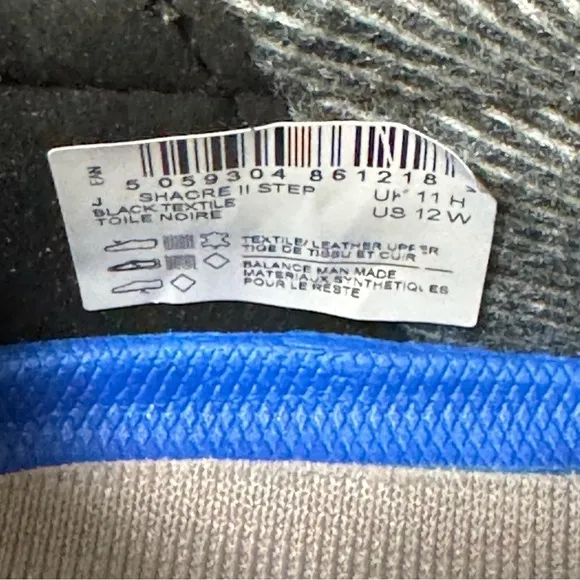 EAN
5 059304 861218 >
J SHACRE II STEP UK 11 H
BLACK TEXTILE US 12 W
TOILE NOIRE
TEXTILE/LEATHER UPPER
TIGE DE TISSU ET CUIR
BALANCE MAN MADE
MATERIAUX SYNTHETIQUES
POUR LE RESTE